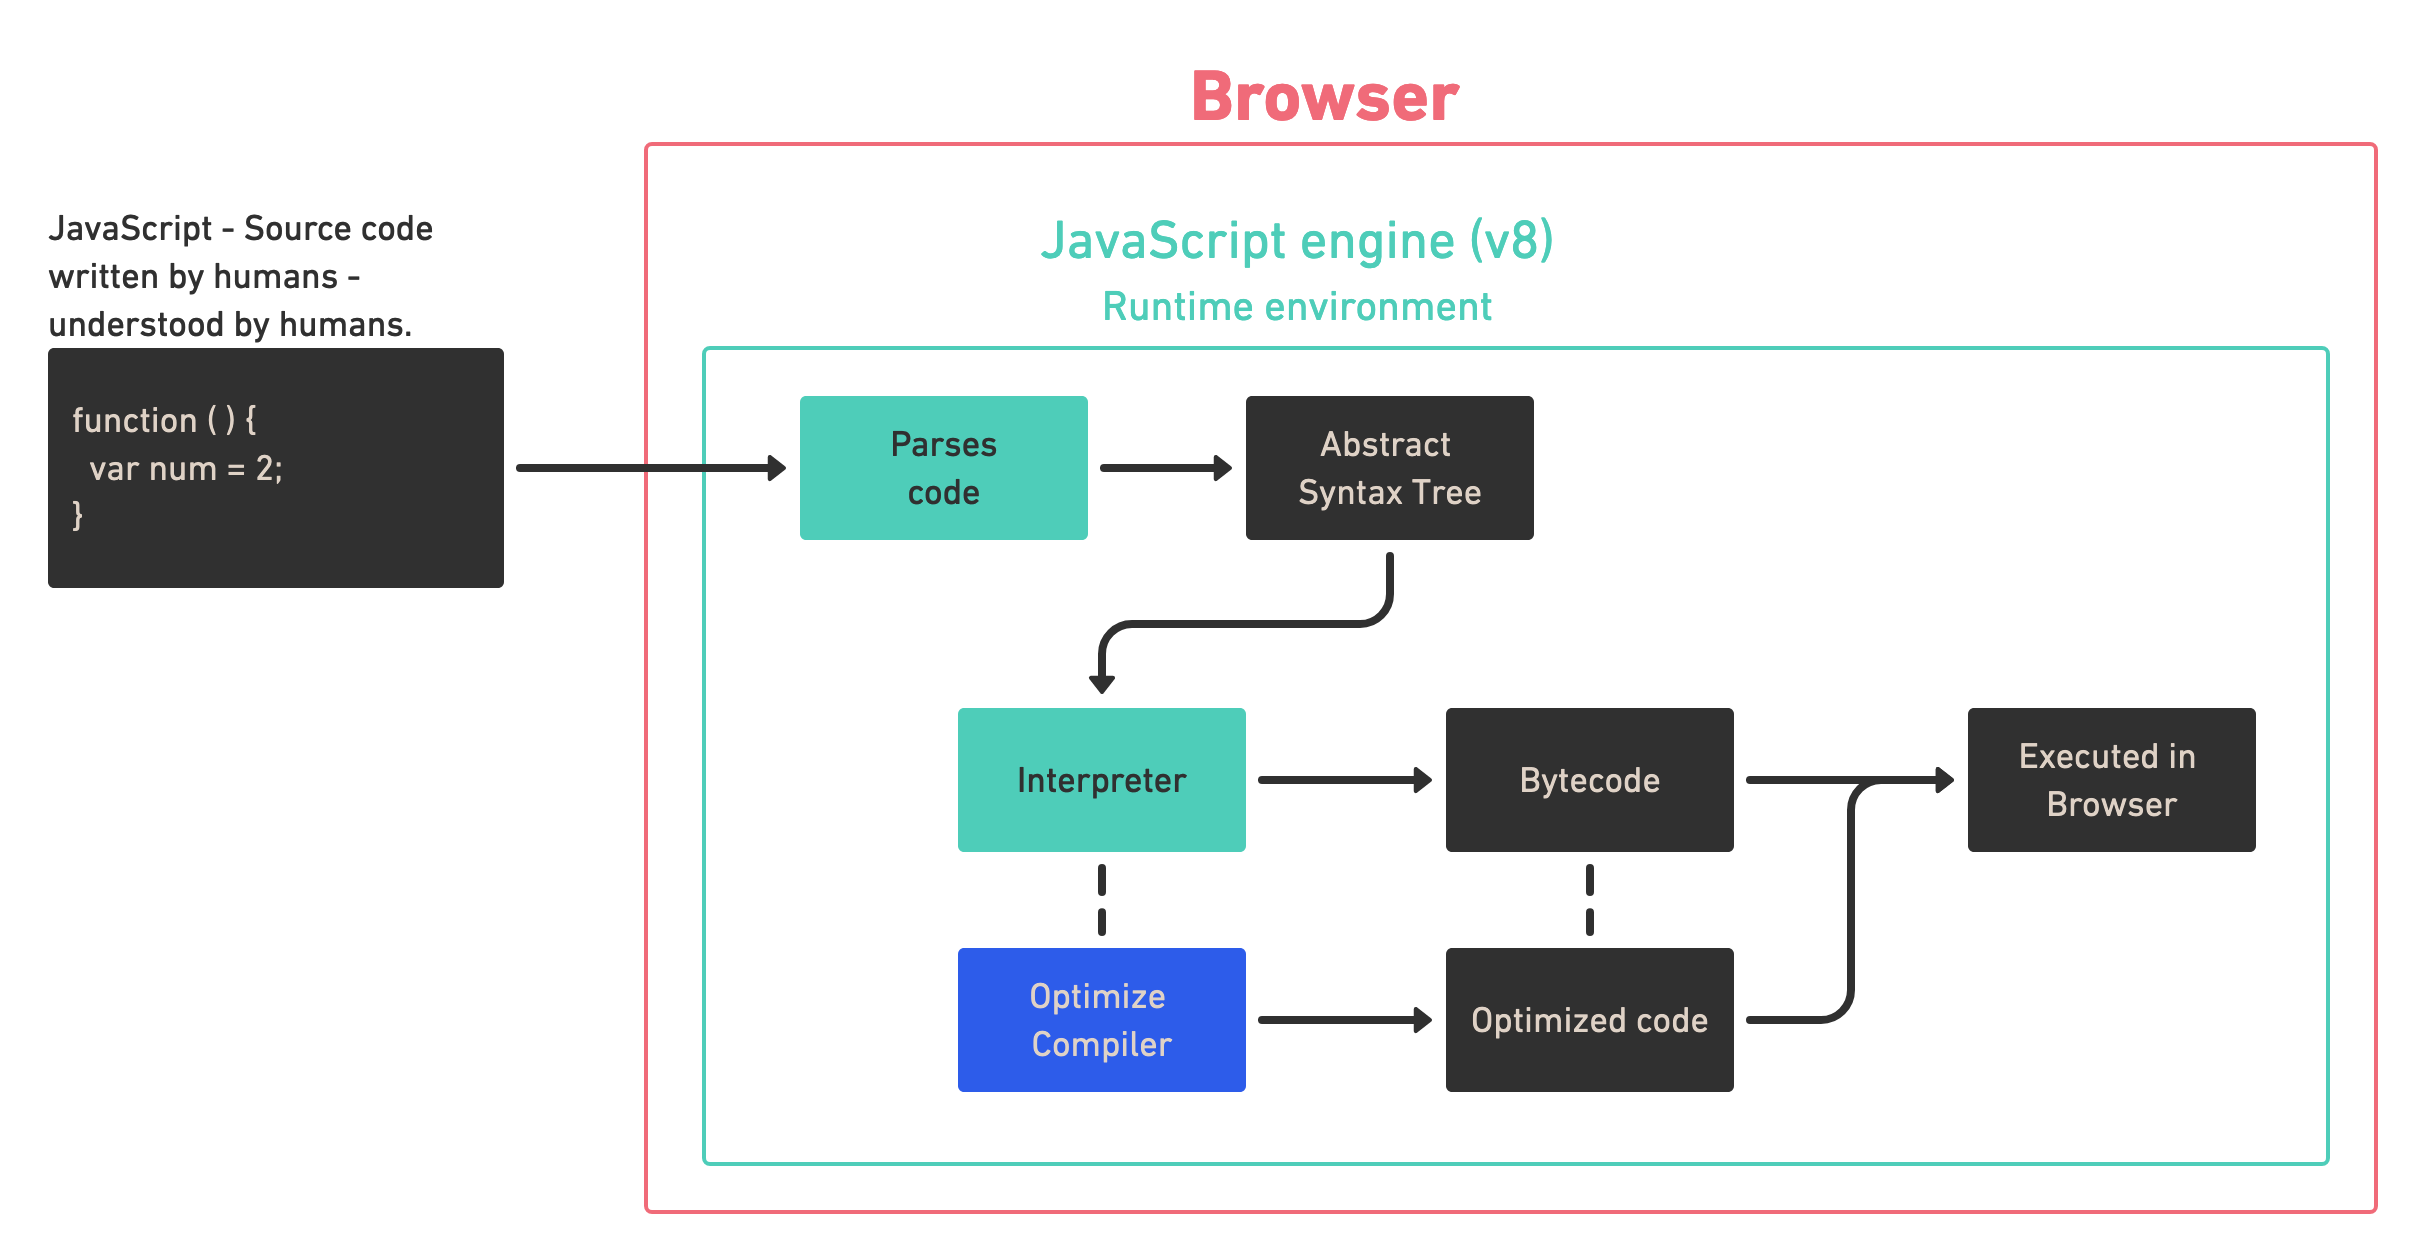 Browser
JavaScript - Source code
written by humans -
understood by humans.
function ( ) {
var num = 2;
}
JavaScript engine (v8)
Runtime environment
Parses
code
Abstract
Syntax Tree
Interpreter
Bytecode
Executed in
Browser
Optimize
Compiler
Optimized code